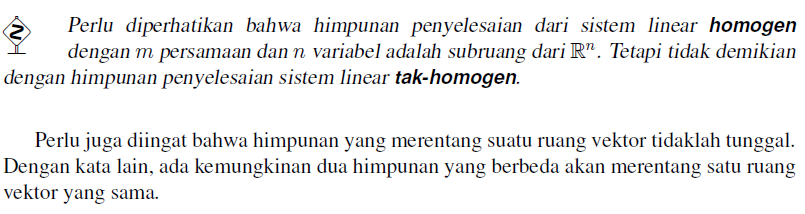 Perlu diperhatikan bahwa himpunan penyelesaian dari sistem linear homogen
dengan m persamaan dan n variabel adalah subruang dari ℝⁿ. Tetapi tidak demikian
dengan himpunan penyelesaian sistem linear tak-homogen.
Perlu juga diingat bahwa himpunan yang merentang suatu ruang vektor tidaklah tunggal.
Dengan kata lain, ada kemungkinan dua himpunan yang berbeda akan merentang satu ruang
vektor yang sama.